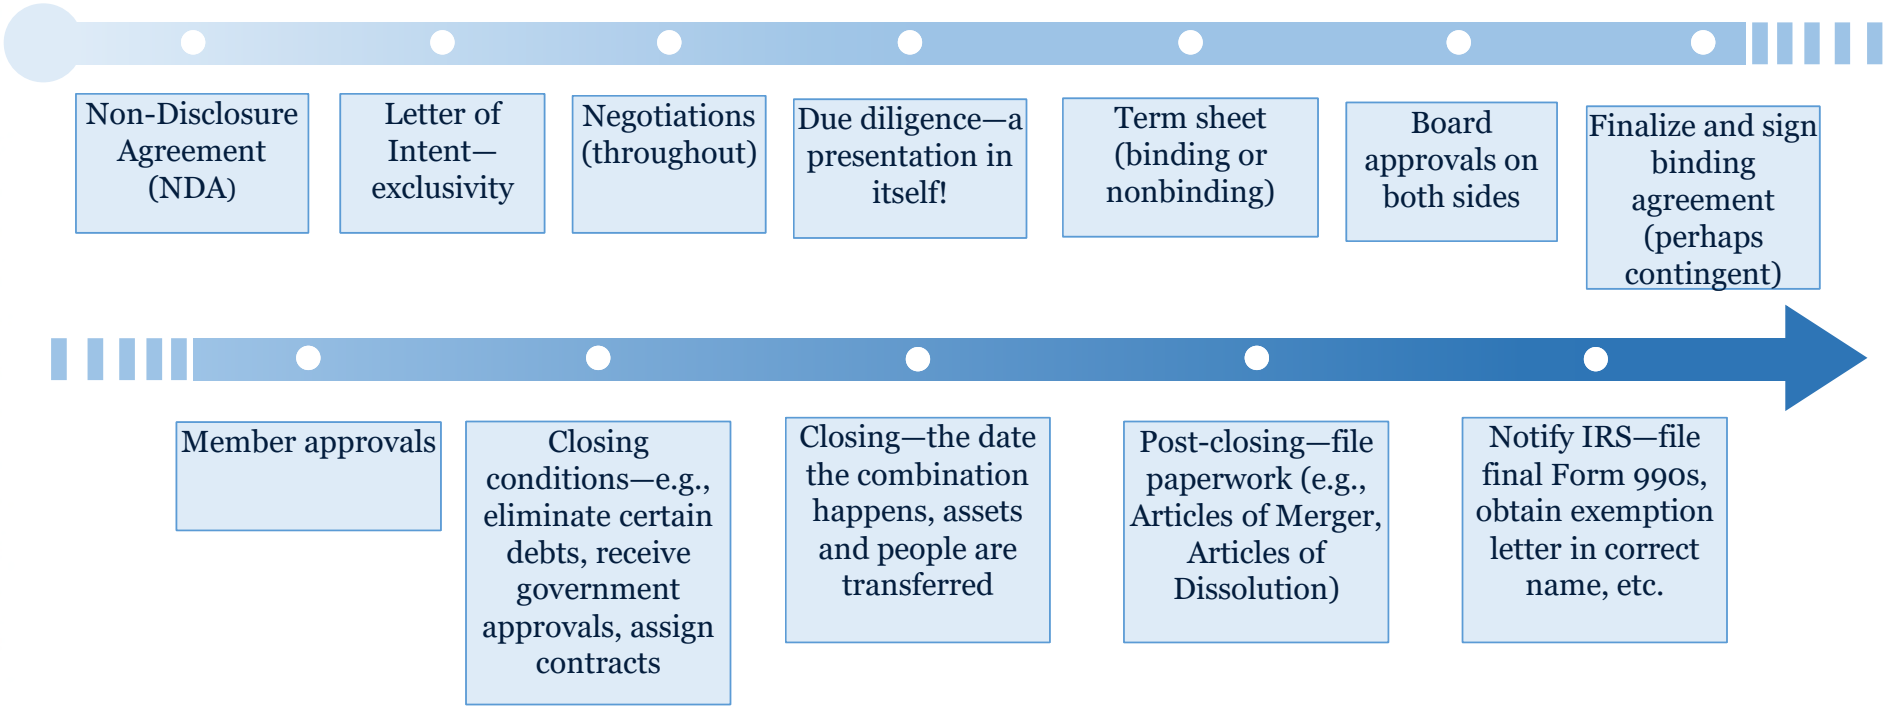 Non-Disclosure
Agreement
(NDA)
Letter of
Intent—
exclusivity
Negotiations
(throughout)
Due diligence—a
presentation in
itself!
Term sheet
(binding or
nonbinding)
Board
approvals on
both sides
Finalize and sign
binding
agreement
(perhaps
contingent)
Member approvals
Closing
conditions—e.g.,
eliminate certain
debts, receive
government
approvals, assign
contracts
Closing—the date
the combination
happens, assets
and people are
transferred
Post-closing—file
paperwork (e.g.,
Articles of Merger,
Articles of
Dissolution)
Notify IRS—file
final Form 990s,
obtain exemption
letter in correct
name, etc.